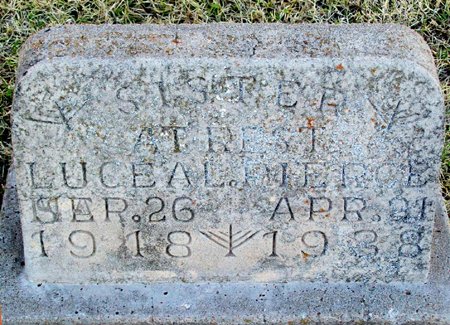 SISTER
AT REST
LUCEAL. PIERCE
SEP. 26 APR. 21
1918 1938